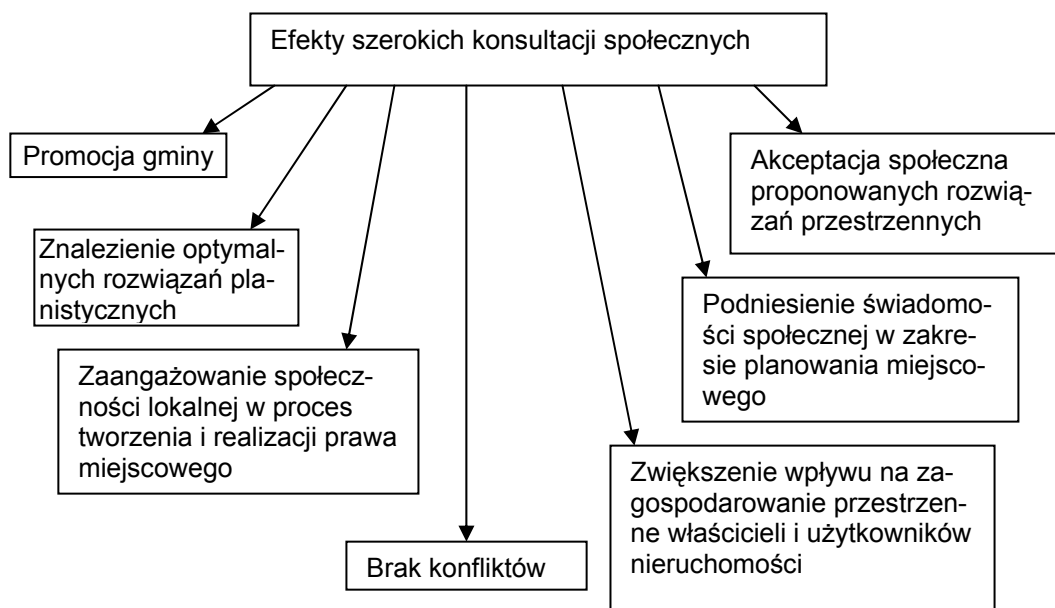 Efekty szerokich konsultacji społecznych
Promocja gminy
Akceptacja społeczna
proponowanych rozwią-
zań przestrzennych
Znalezienie optymal-
nych rozwiązań pla-
nistycznych
Podniesienie świadomo-
ści społecznej w zakre-
sie planowania miejsco-
wego
Zaangażowanie społecz-
ności lokalnej w proces
tworzenia i realizacji prawa
miejscowego
Zwiększenie wpływu na za-
gospodarowanie przestrzen-
ne właścicieli i użytkowników
nieruchomości
Brak konfliktów